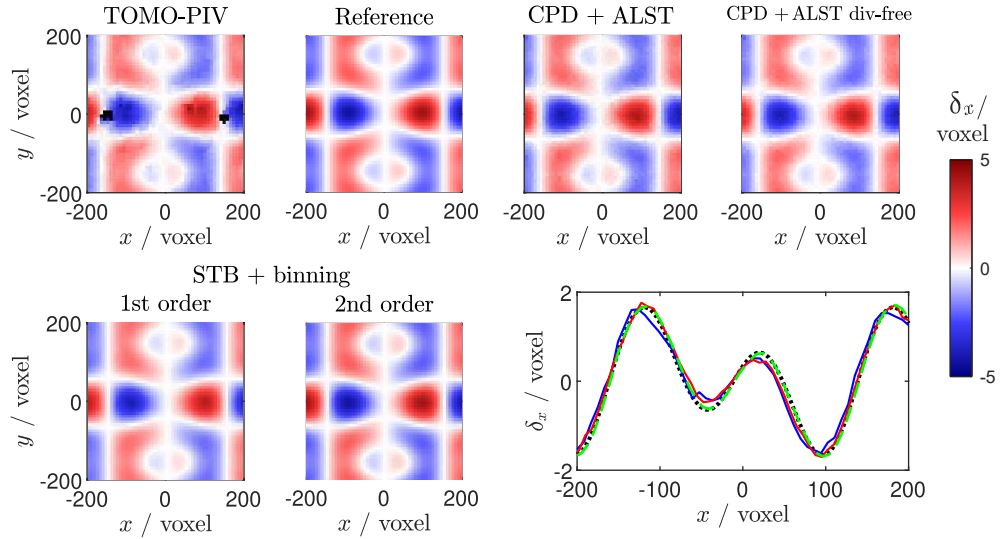 TOMO-PIV
Reference
CPD + ALST
CPD + ALST div-free
200
0
-200
y / voxel
-200 0 200
x / voxel
-200 0 200
x / voxel
-200 0 200
x / voxel
-200 0 200
x / voxel
δx/
voxel
5
0
-5
STB + binning
1st order
2nd order
200
0
-200
y / voxel
-200 0 200
x / voxel
-200 0 200
x / voxel
2
0
-2
δx / voxel
-200 -100 0 100 200
x / voxel